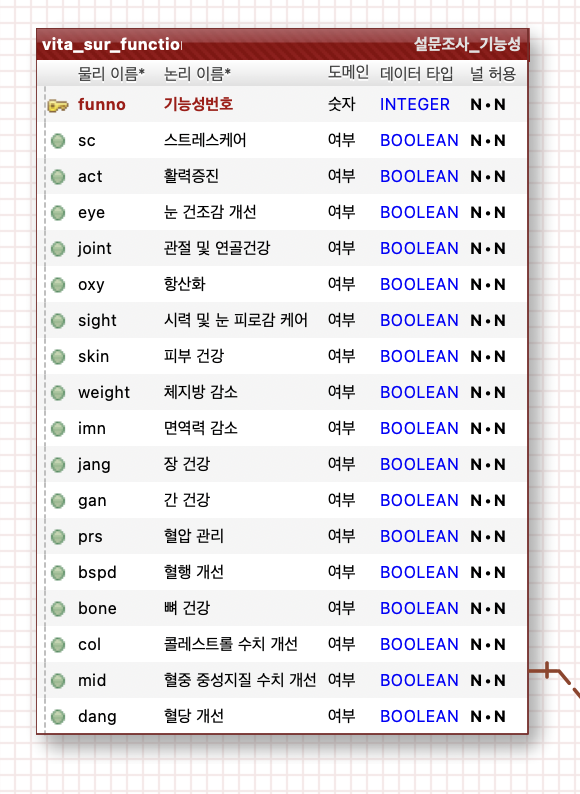 vita_sur_functio 설문조사_기능성
물리 이름* 논리 이름* 도메인 데이터 타입 널 허용
funno 기능성번호 숫자 INTEGER N•N
sc 스트레스케어 여부 BOOLEAN N•N
act 활력증진 여부 BOOLEAN N•N
eye 눈 건조감 개선 여부 BOOLEAN N•N
joint 관절 및 연골건강 여부 BOOLEAN N•N
oxy 항산화 여부 BOOLEAN N•N
sight 시력 및 눈 피로감 케어 여부 BOOLEAN N•N
skin 피부 건강 여부 BOOLEAN N•N
weight 체지방 감소 여부 BOOLEAN N•N
imn 면역력 감소 여부 BOOLEAN N•N
jang 장 건강 여부 BOOLEAN N•N
gan 간 건강 여부 BOOLEAN N•N
prs 혈압 관리 여부 BOOLEAN N•N
bspd 혈행 개선 여부 BOOLEAN N•N
bone 뼈 건강 여부 BOOLEAN N•N
col 콜레스트롤 수치 개선 여부 BOOLEAN N•N
mid 혈중 중성지질 수치 개선 여부 BOOLEAN N•N
dang 혈당 개선 여부 BOOLEAN N•N